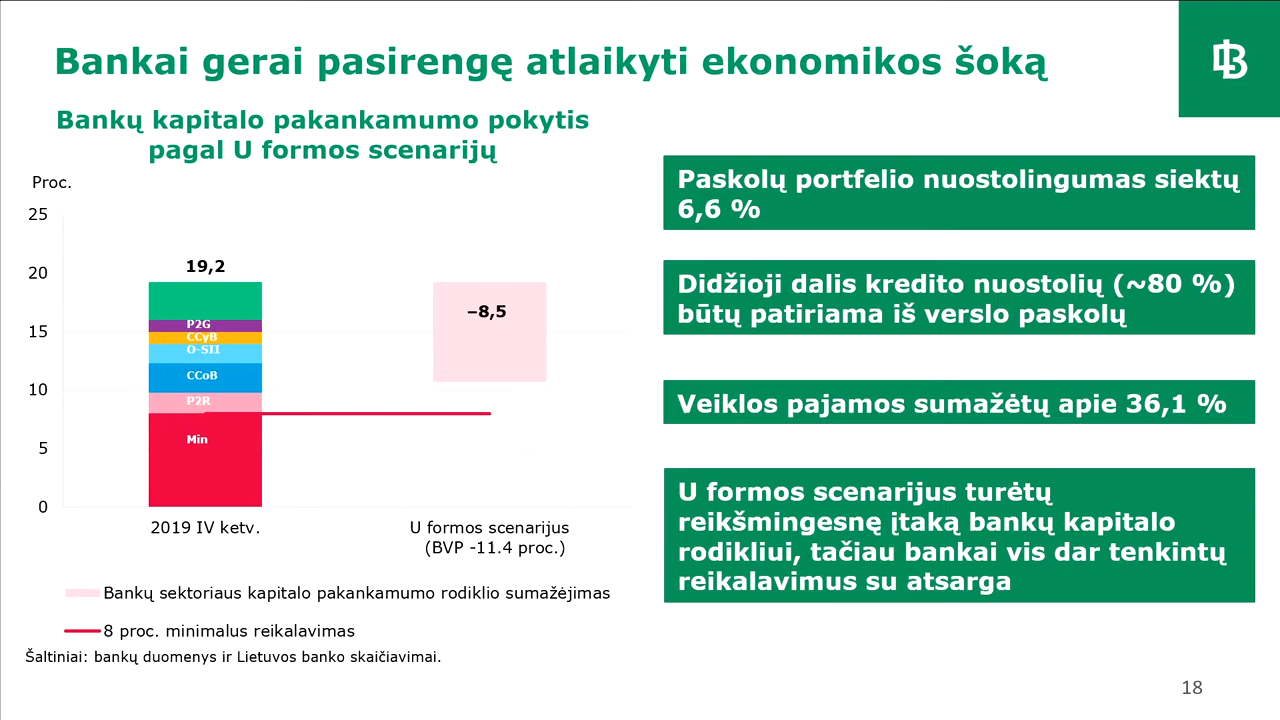 Bankai gerai pasirengę atlaikyti ekonomikos šoką
Bankų kapitalo pakankamumo pokytis
pagal U formos scenarijų
Proc.
25
20
15
10
5
0
19,2
P2G
CCyB
O-SII
CCoB
P2R
Min
–8,5
2019 IV ketv.
U formos scenarijus
(BVP -11.4 proc.)
Bankų sektoriaus kapitalo pakankamumo rodiklio sumažėjimas
8 proc. minimalus reikalavimas
Šaltiniai: bankų duomenys ir Lietuvos banko skaičiavimai.
Paskolų portfelio nuostolingumas siektų
6,6 %
Didžioji dalis kredito nuostolių (~80 %)
būtų patiriama iš verslo paskolų
Veiklos pajamos sumažėtų apie 36,1 %
U formos scenarijus turėtų
reikšmingesnę įtaką bankų kapitalo
rodikliui, tačiau bankai vis dar tenkintų
reikalavimus su atsarga
18